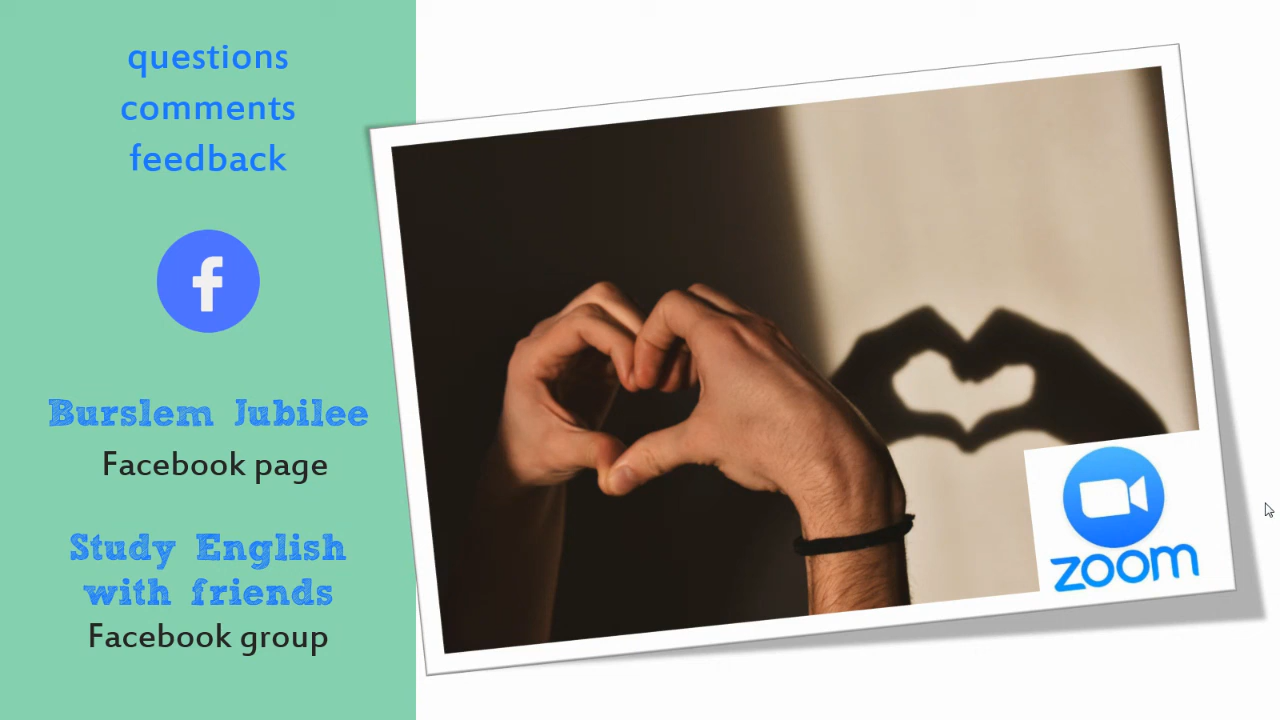 questions
comments
feedback
f
Burslem Jubilee
Facebook page
Study English
with friends
Facebook group
zoom